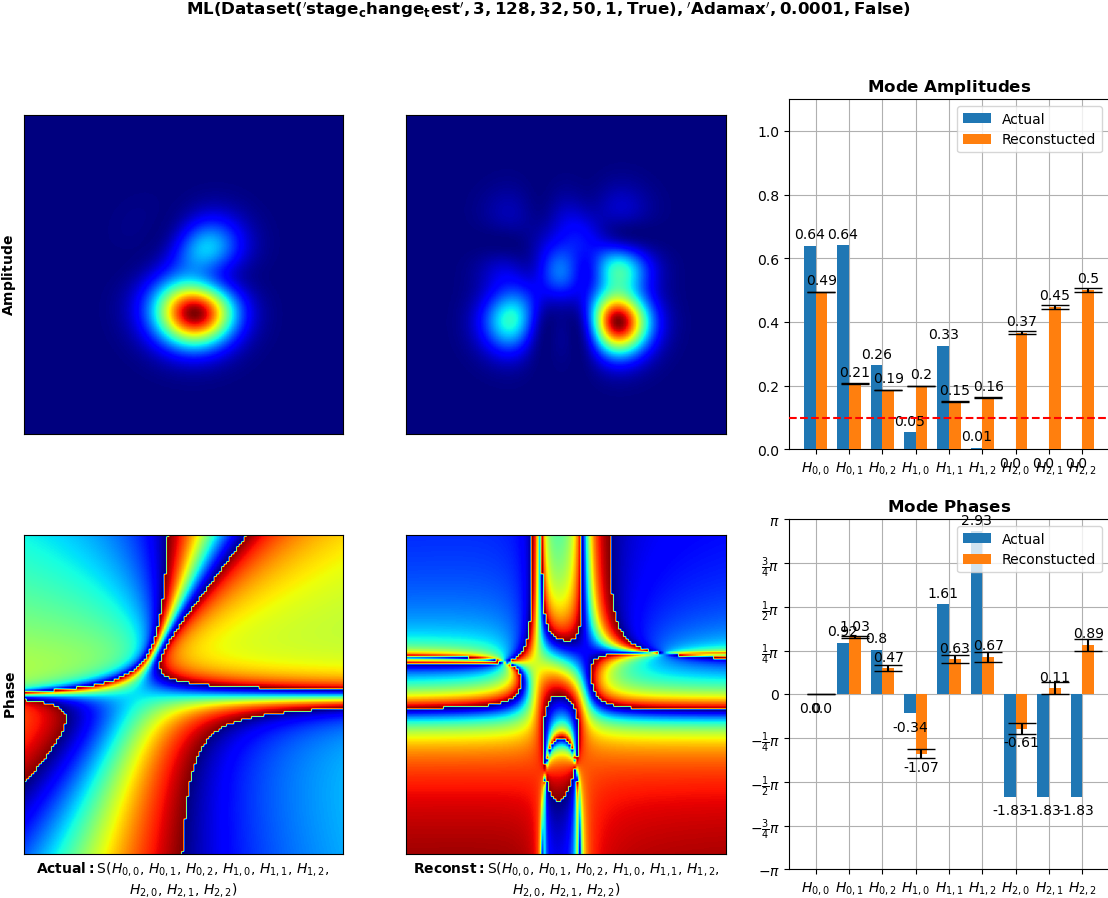 ML(Dataset('stage_change_test', 3, 128, 32, 50, 1, True), 'Adamax', 0.0001, False)
Amplitude
Mode Amplitudes
Actual
Reconstucted
1.0
0.8
0.6
0.4
0.2
0.0
0.64 0.64 0.26 0.05 0.33 0.01 0.0 0.0 0.0
0.49 0.21 0.19 0.2 0.15 0.16 0.37 0.45 0.5
H0,0 H0,1 H0,2 H1,0 H1,1 H1,2 H2,0 H2,1 H2,2
Phase
Actual: S(H0,0, H0,1, H0,2, H1,0, H1,1, H1,2,
H2,0, H2,1, H2,2)
Reconst: S(H0,0, H0,1, H0,2, H1,0, H1,1, H1,2,
H2,0, H2,1, H2,2)
Mode Phases
Actual
Reconstucted
π
3/4π
1/2π
1/4π
0
−1/4π
−1/2π
−3/4π
−π
0.0 0.92 0.8 -0.34 1.61 2.93 -1.83 -1.83 -1.83
0.0 1.03 0.47 -1.07 0.63 0.67 -0.61 0.11 0.89
H0,0 H0,1 H0,2 H1,0 H1,1 H1,2 H2,0 H2,1 H2,2